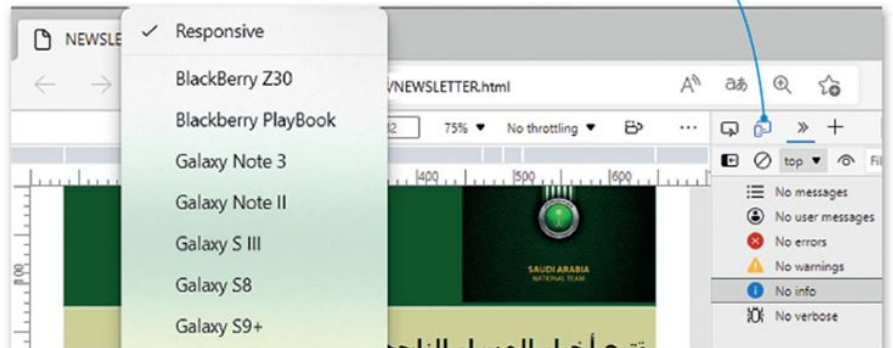 NEWSLE
✓ Responsive
BlackBerry Z30
Blackberry PlayBook
Galaxy Note 3
Galaxy Note II
Galaxy S III
Galaxy S8
Galaxy S9+
/NEWSLETTER.html
75% ▼ No throttling ▼
top ▼
400 500 600
100
No messages
No user messages
No errors
No warnings
No info
No verbose
SAUDI ARABIA
NATIONAL TEAM